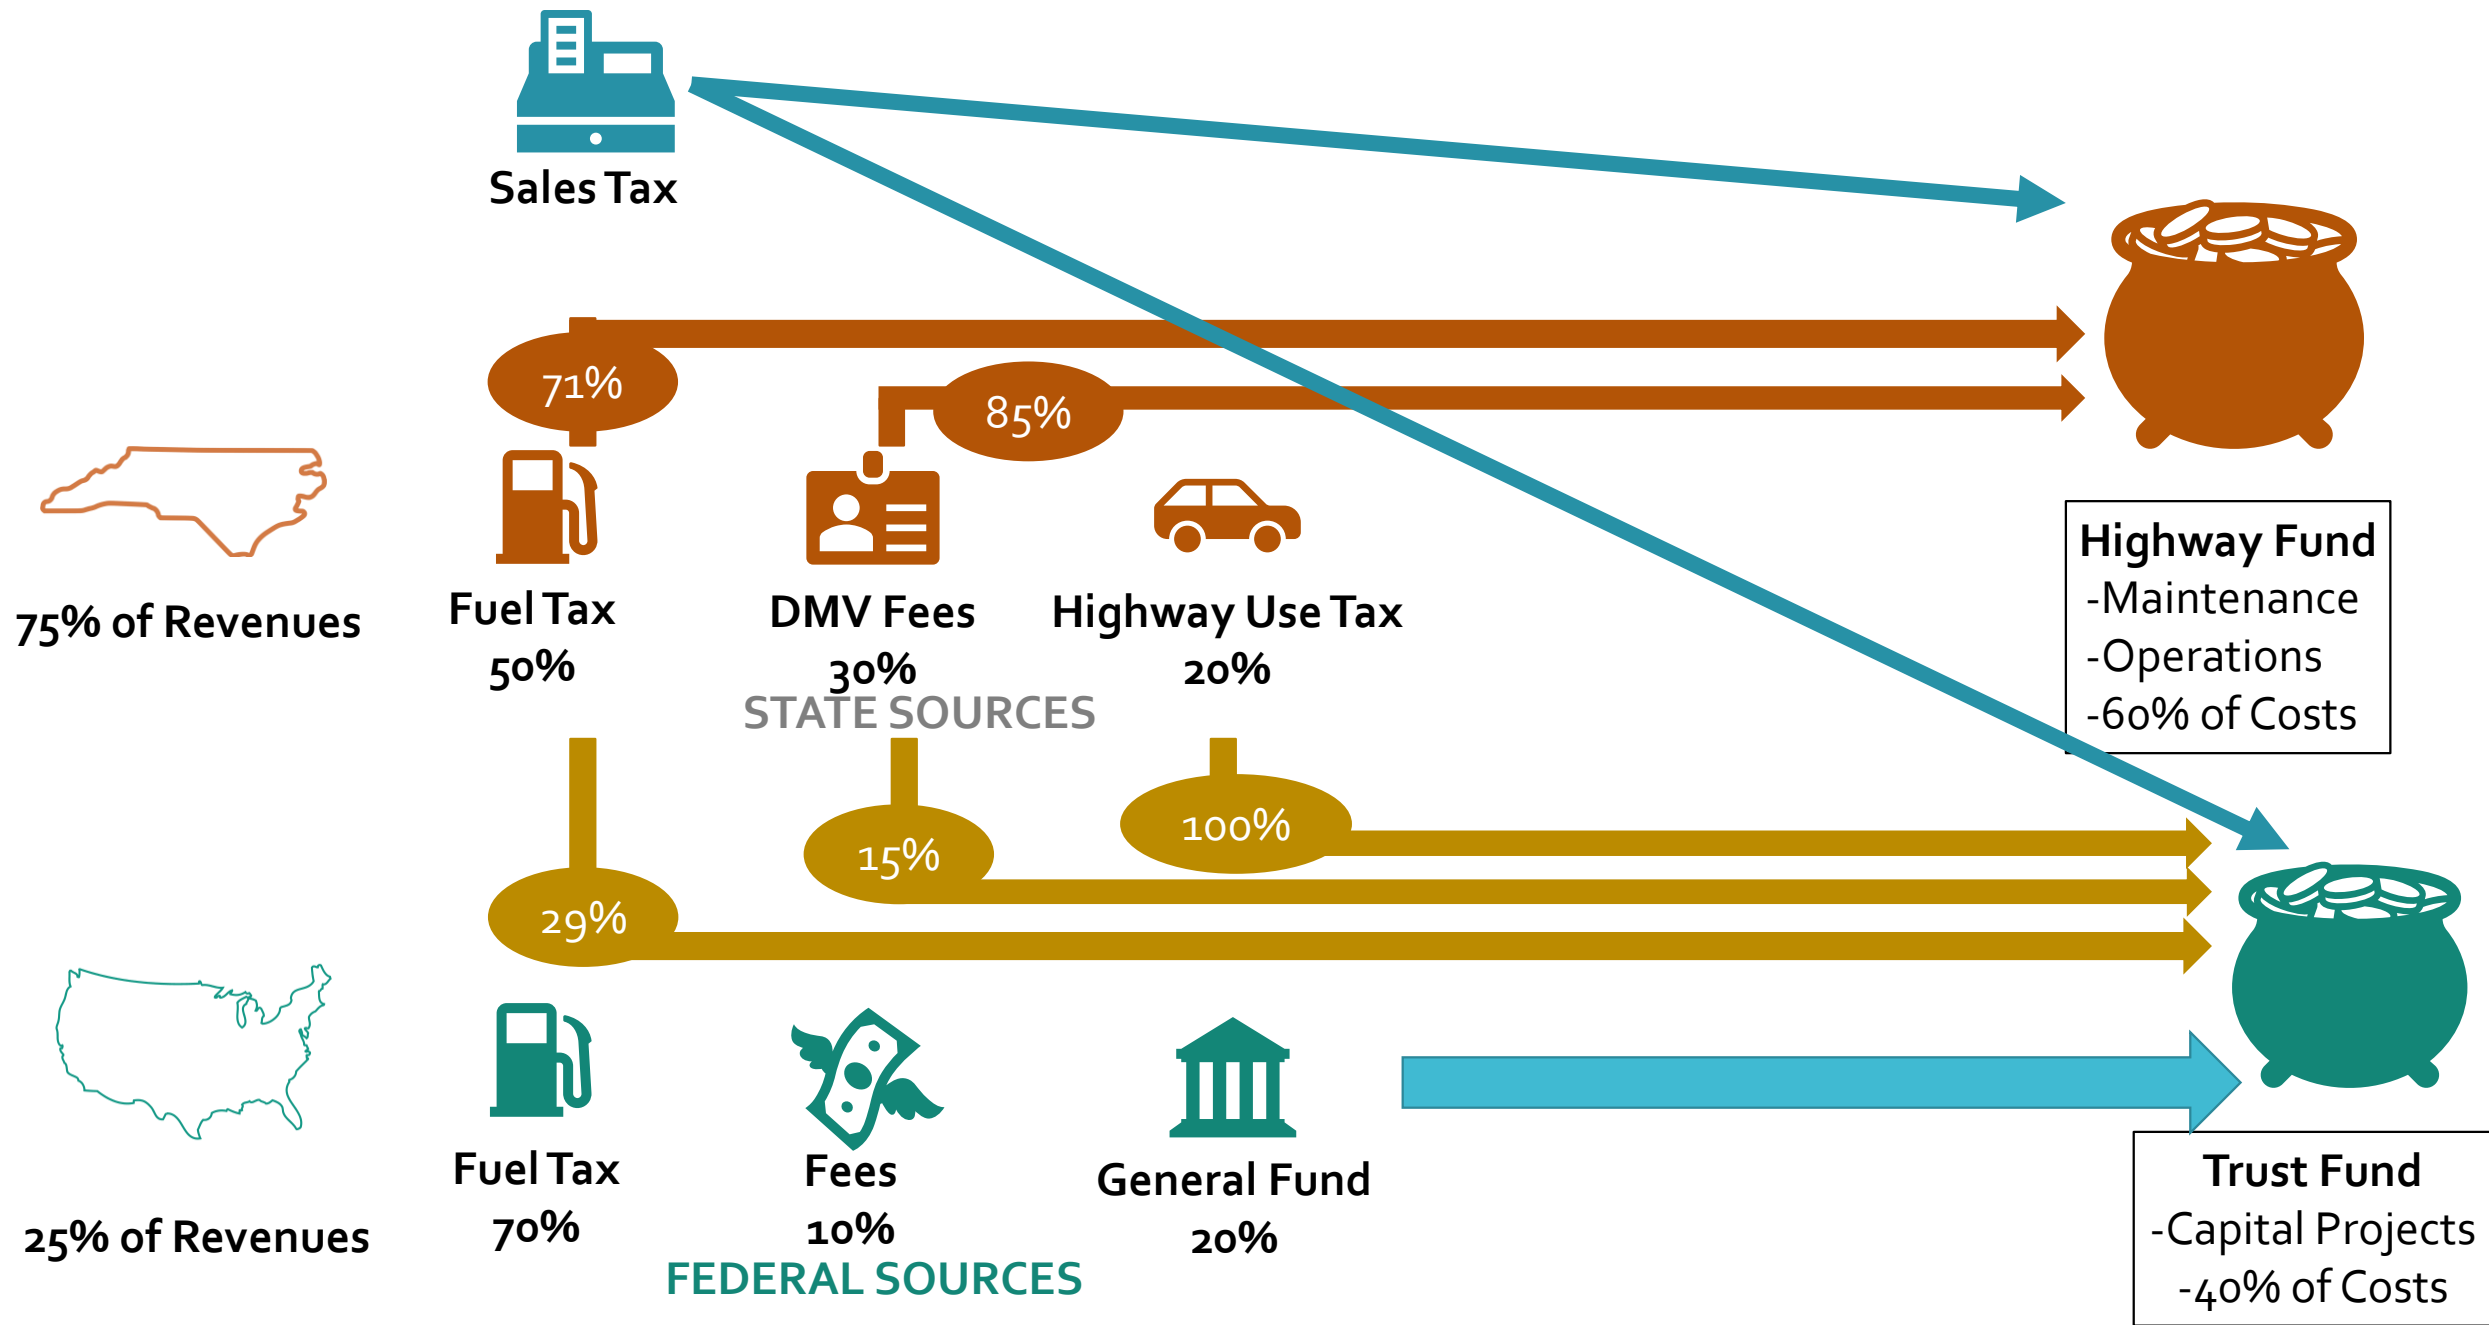 Sales Tax
71%
85%
75% of Revenues
Fuel Tax
50%
DMV Fees
30%
Highway Use Tax
20%
STATE SOURCES
Highway Fund
-Maintenance
-Operations
-60% of Costs
100%
15%
29%
25% of Revenues
Fuel Tax
70%
Fees
10%
General Fund
20%
FEDERAL SOURCES
Trust Fund
-Capital Projects
-40% of Costs